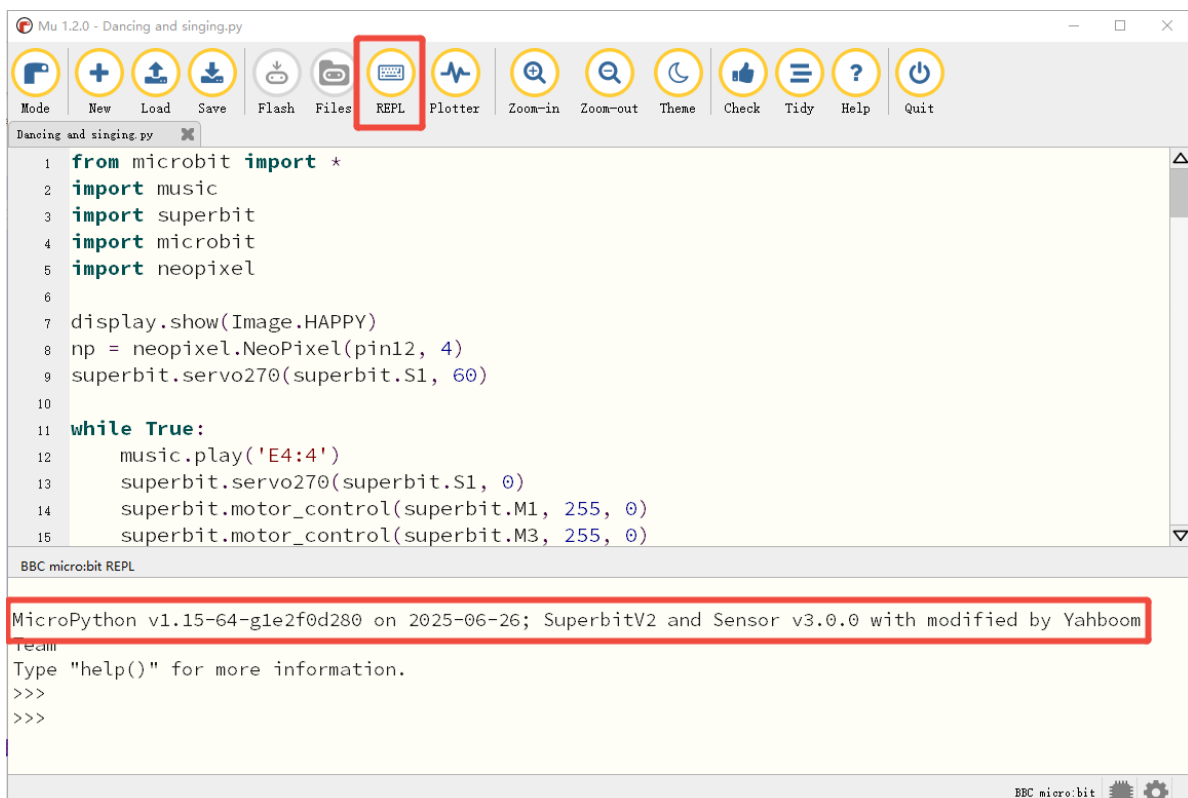 Mu 1.2.0 - Dancing and singing.py
Mode New Load Save Flash Files REPL Plotter Zoom-in Zoom-out Theme Check Tidy Help Quit
Dancing and singing.py
1 from microbit import *
2 import music
3 import superbit
4 import microbit
5 import neopixel
6
7 display.show(Image.HAPPY)
8 np = neopixel.NeoPixel(pin12, 4)
9 superbit.servo270(superbit.S1, 60)
10
11 while True:
12     music.play('E4:4')
13     superbit.servo270(superbit.S1, 0)
14     superbit.motor_control(superbit.M1, 255, 0)
15     superbit.motor_control(superbit.M3, 255, 0)
BBC micro:bit REPL
MicroPython v1.15-64-g1e2f0d280 on 2025-06-26; SuperbitV2 and Sensor v3.0.0 with modified by Yahboom
Team
Type "help()" for more information.
>>>
>>>
BBC micro:bit